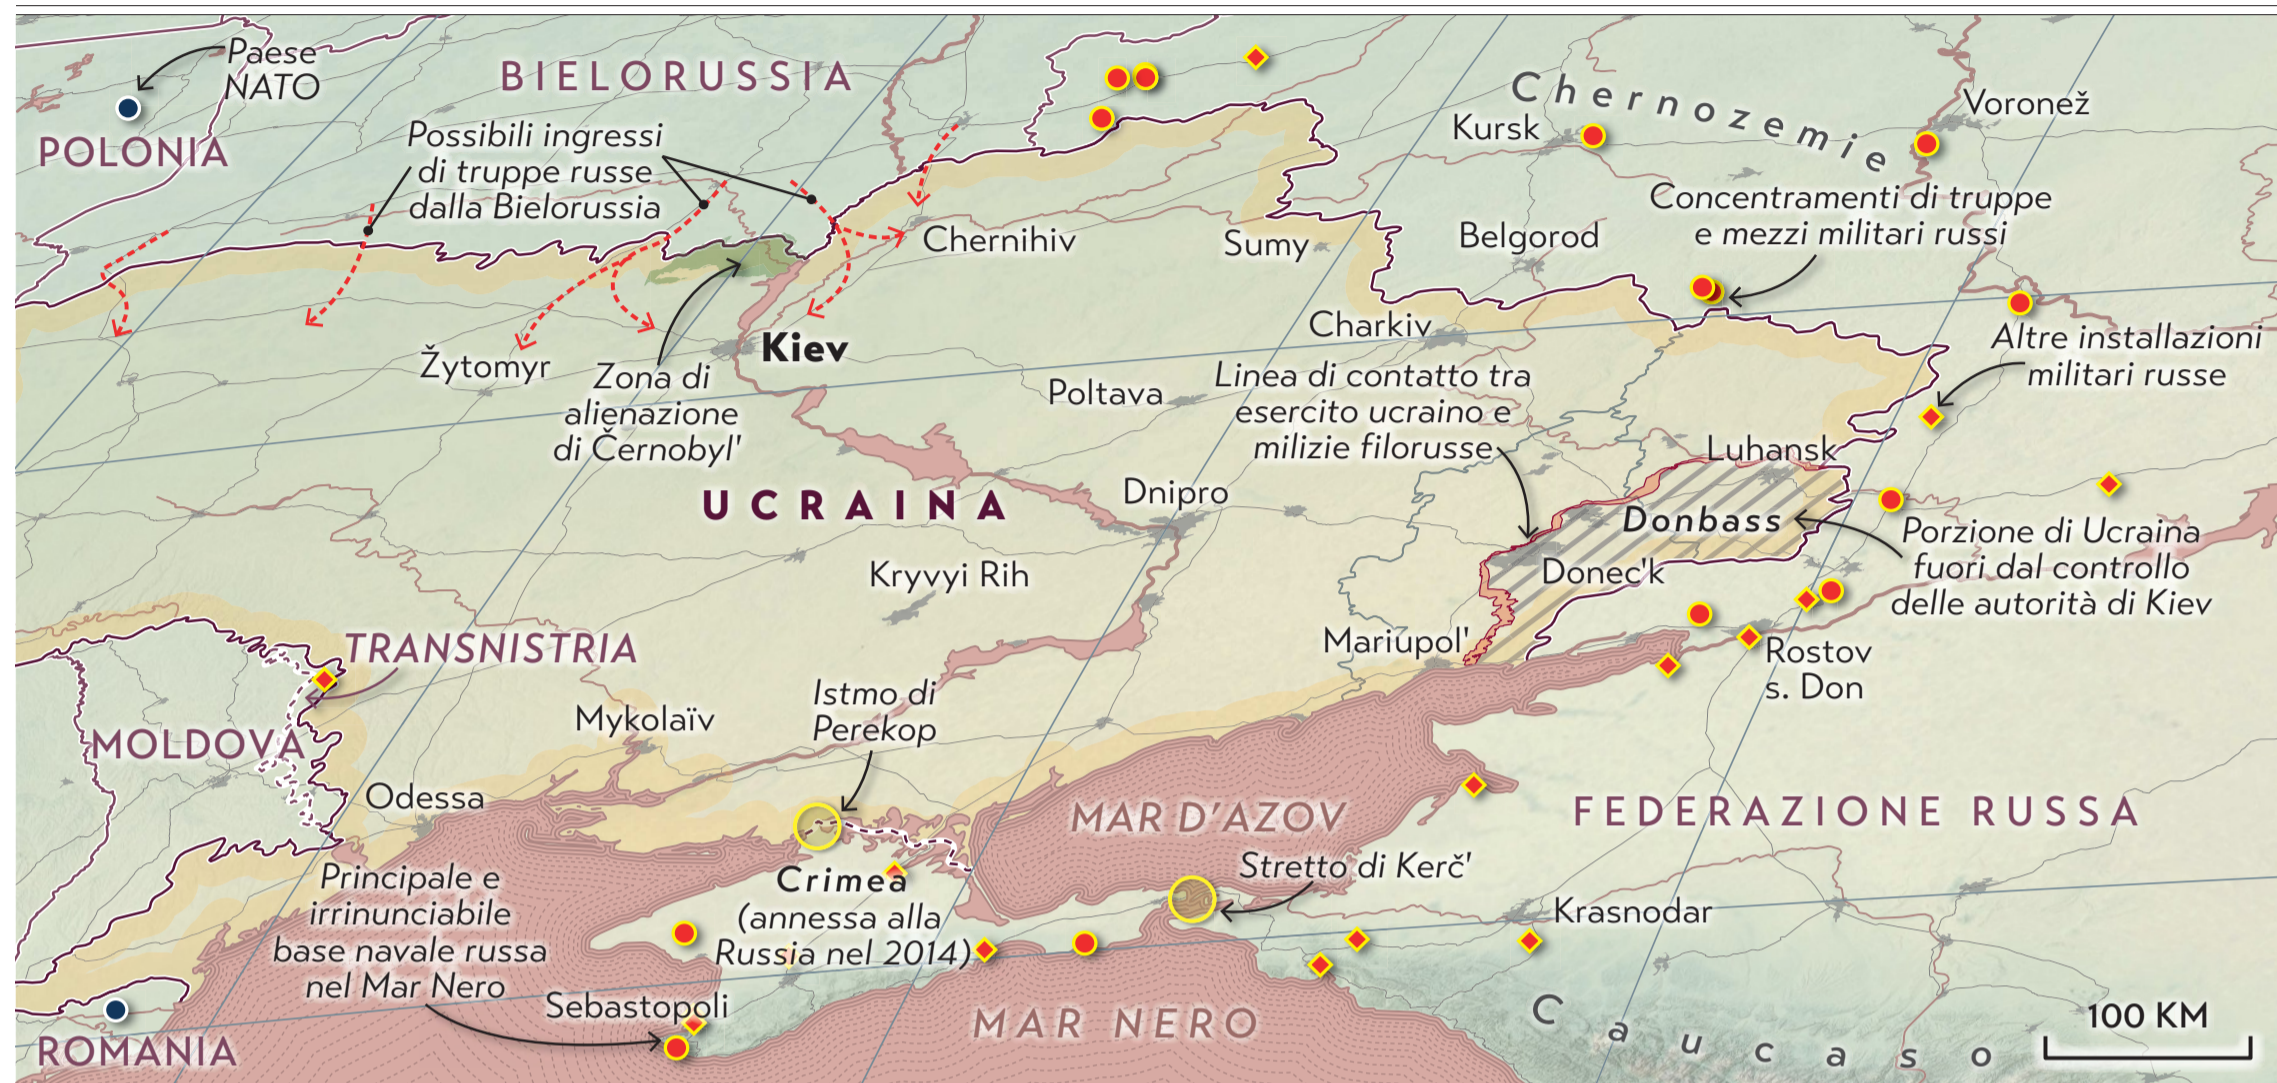 Paese
NATO
BIELORUSSIA
POLONIA
Possibili ingressi
di truppe russe
dalla Bielorussia
Chernozemie
Kursk
Voronež
Concentramenti di truppe
e mezzi militari russi
Chernihiv
Sumy
Belgorod
Charkiv
Altre installazioni
militari russe
Kiev
Žytomyr
Zona di
alienazione
di Černobyl'
Poltava
Linea di contatto tra
esercito ucraino e
milizie filorusse
Luhansk
UCRAINA
Dnipro
Donbass
Porzione di Ucraina
fuori dal controllo
delle autorità di Kiev
Kryvyi Rih
Donec'k
TRANSNISTRIA
Mariupol'
Rostov
s. Don
Istmo di
Perekop
Mykolaïv
MOLDOVA
Odessa
MAR D'AZOV
FEDERAZIONE RUSSA
Principale e
irrinunciabile
base navale russa
nel Mar Nero
Crimea
(annessa alla
Russia nel 2014)
Stretto di Kerč'
Krasnodar
Sebastopoli
MAR NERO
Caucaso
100 KM
ROMANIA